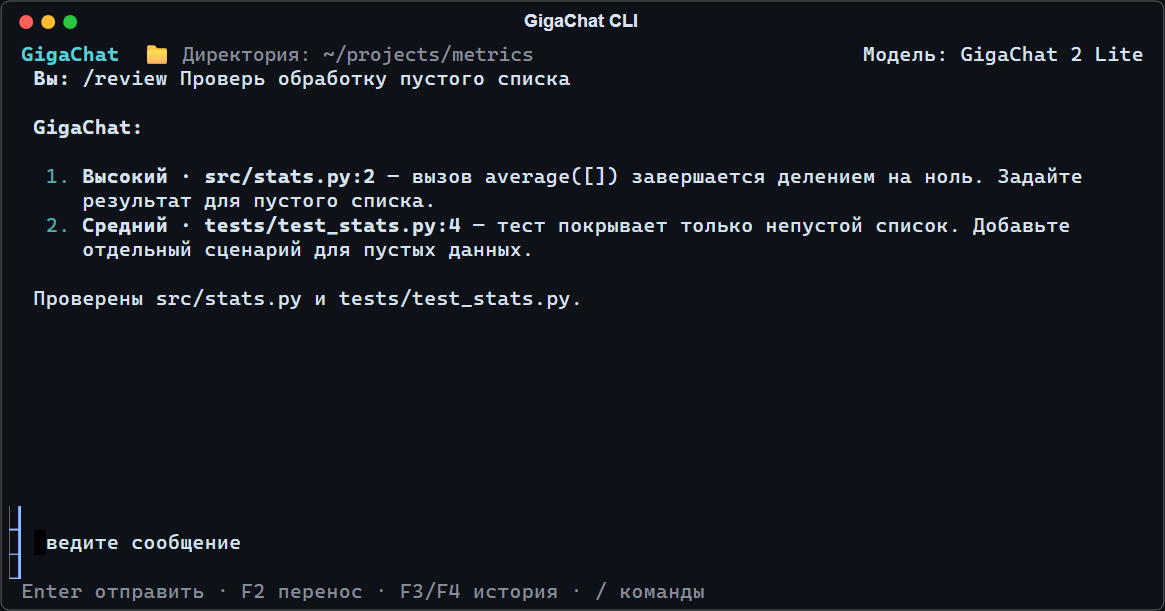 GigaChat CLI
GigaChat Директория: ~/projects/metrics Модель: GigaChat 2 Lite
Вы: /review Проверь обработку пустого списка
GigaChat:
1. Высокий · src/stats.py:2 — вызов average([]) завершается делением на ноль. Задайте
результат для пустого списка.
2. Средний · tests/test_stats.py:4 — тест покрывает только непустой список. Добавьте
отдельный сценарий для пустых данных.
Проверены src/stats.py и tests/test_stats.py.
ведите сообщение
Enter отправить · F2 перенос · F3/F4 история · / команды